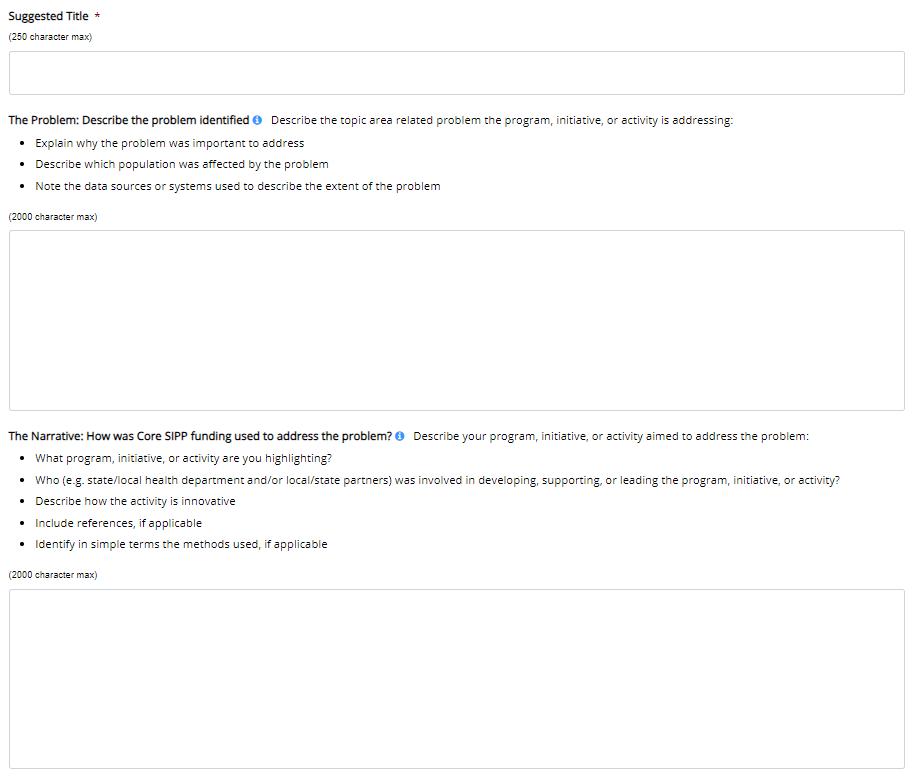 Suggested Title *
(250 character max)
The Problem: Describe the problem identified Describe the topic area related problem the program, initiative, or activity is addressing:
• Explain why the problem was important to address
• Describe which population was affected by the problem
• Note the data sources or systems used to describe the extent of the problem
(2000 character max)
The Narrative: How was Core SIPP funding used to address the problem? Describe your program, initiative, or activity aimed to address the problem:
• What program, initiative, or activity are you highlighting?
• Who (e.g. state/local health department and/or local/state partners) was involved in developing, supporting, or leading the program, initiative, or activity?
• Describe how the activity is innovative
• Include references, if applicable
• Identify in simple terms the methods used, if applicable
(2000 character max)